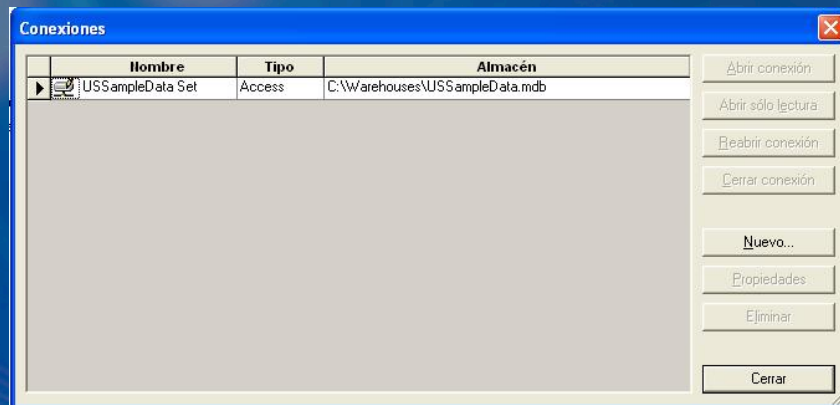 Conexiones
Nombre Tipo Almacén
USSampleData Set Access C:\Warehouses\USSampleData.mdb
Abrir conexión
Abrir sólo lectura
Reabrir conexión
Cerrar conexión
Nuevo...
Propiedades
Eliminar
Cerrar